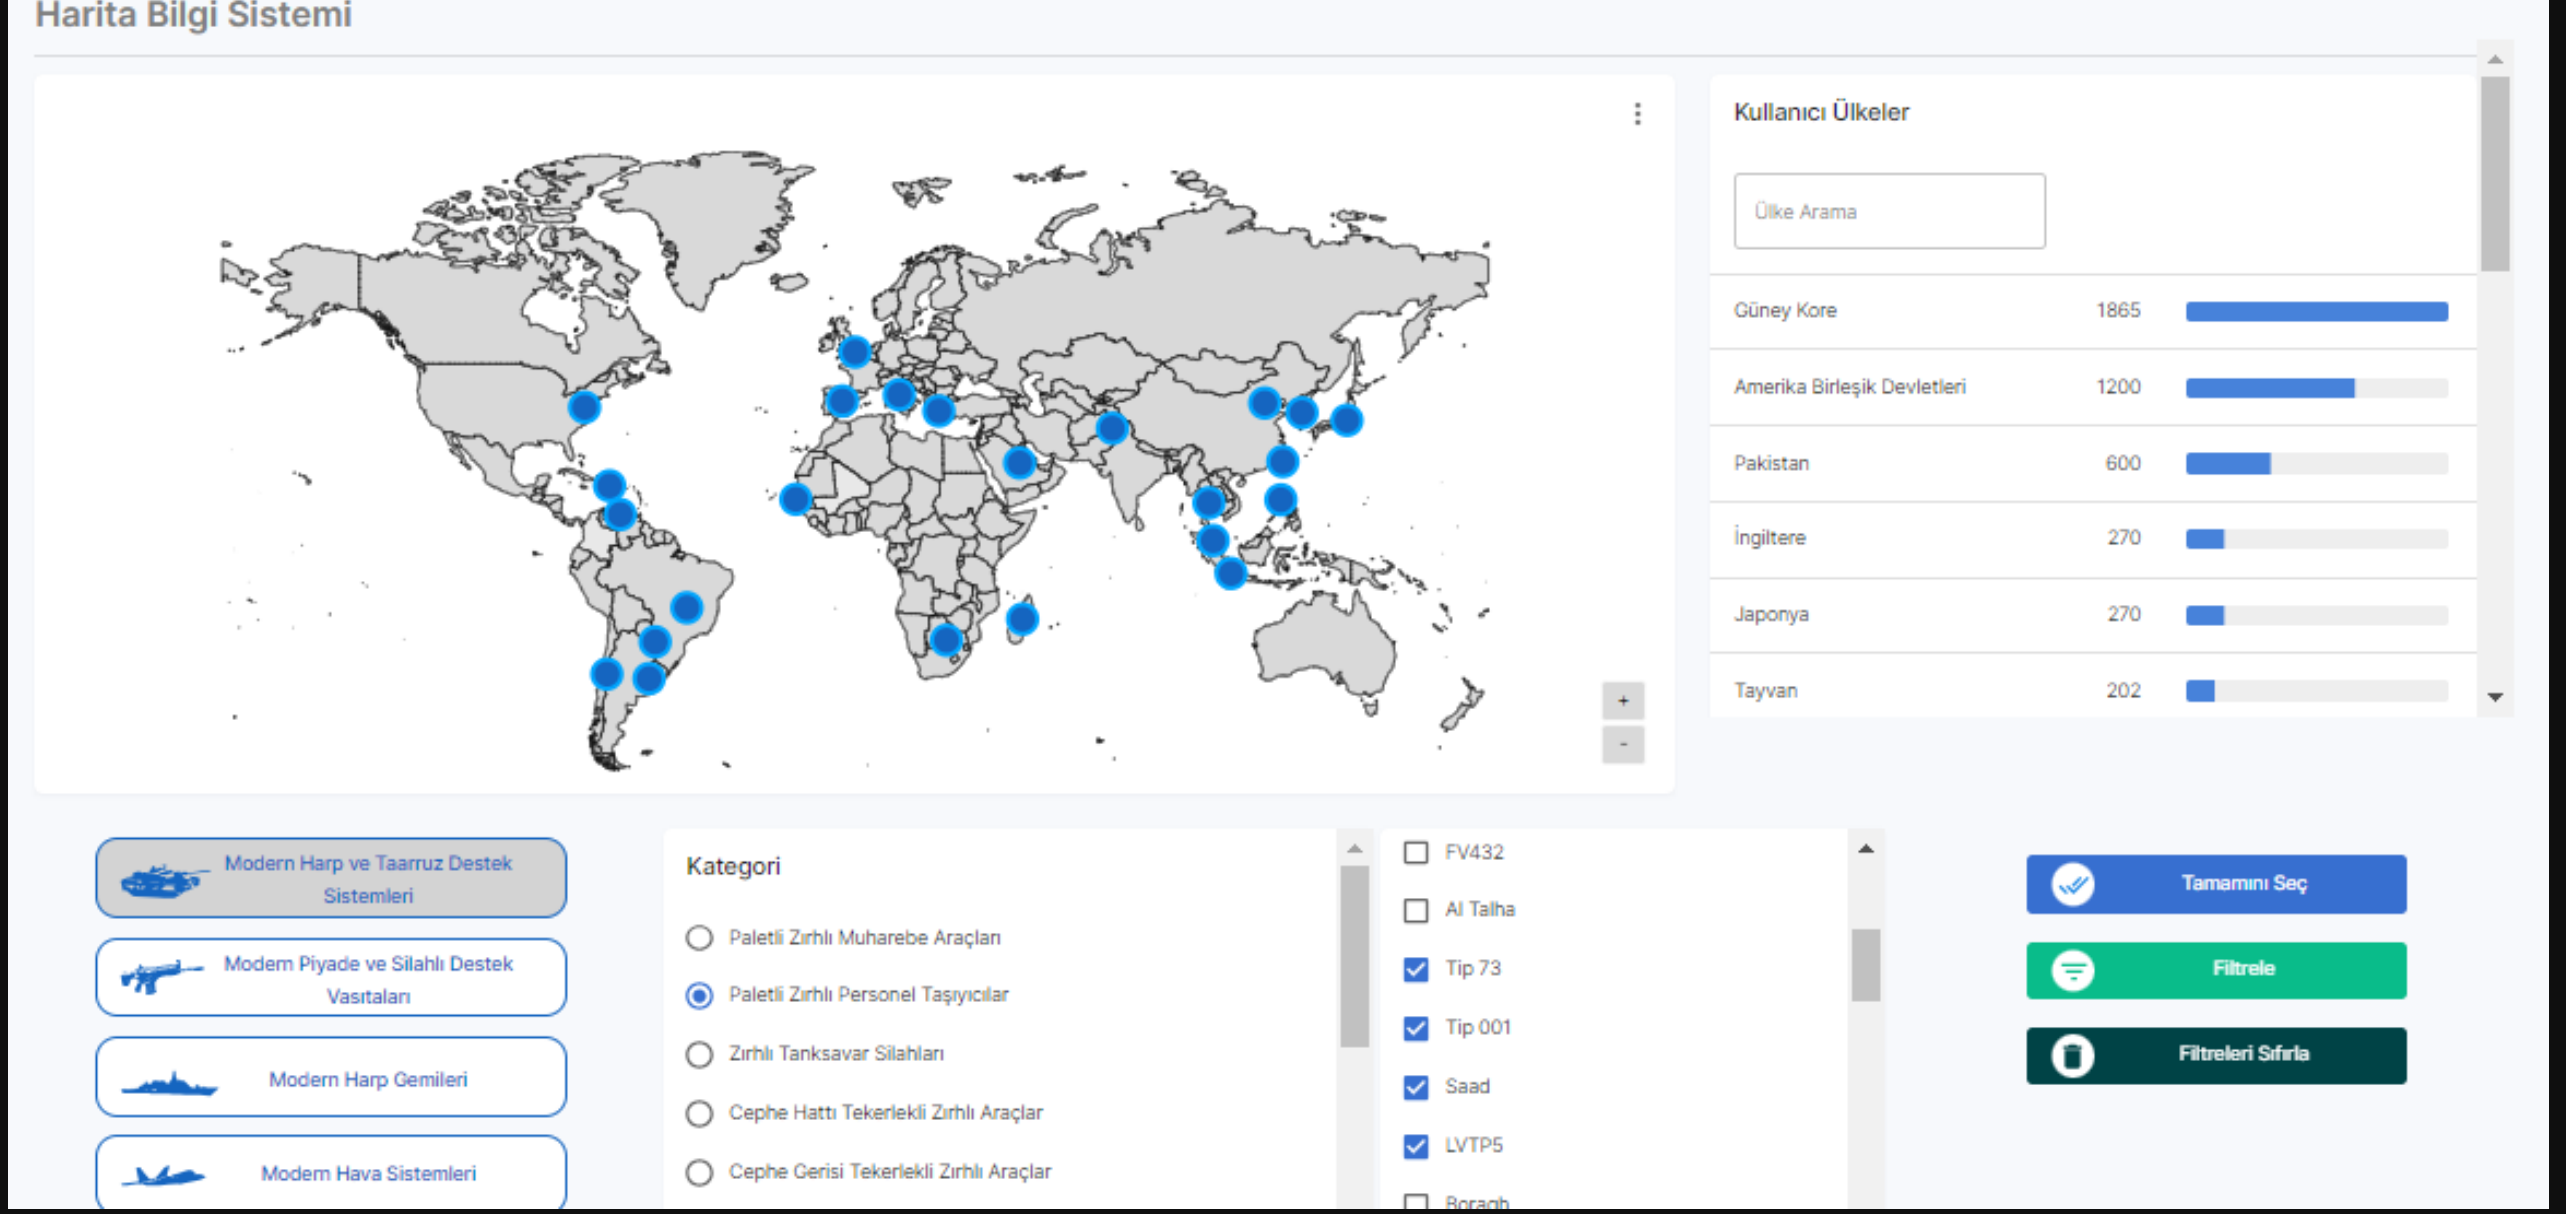 Harita Bilgi Sistemi
Kullanıcı Ülkeler
Ülke Arama
Güney Kore 1865
Amerika Birleşik Devletleri 1200
Pakistan 600
İngiltere 270
Japonya 270
Tayvan 202
+
-
Modern Harp ve Taarruz Destek
Sistemleri
Modern Piyade ve Silahlı Destek
Vasıtaları
Modern Harp Gemileri
Modern Hava Sistemleri
Kategori
Paletli Zırhlı Muharebe Araçları
Paletli Zırhlı Personel Taşıyıcılar
Zırhlı Tanksavar Silahları
Cephe Hattı Tekerlekli Zırhlı Araçlar
Cephe Gerisi Tekerlekli Zırhlı Araçlar
FV432
Al Talha
Tip 73
Tip 001
Saad
LVTP5
Boragh
Tamamını Seç
Filtrele
Filtreleri Sıfırla